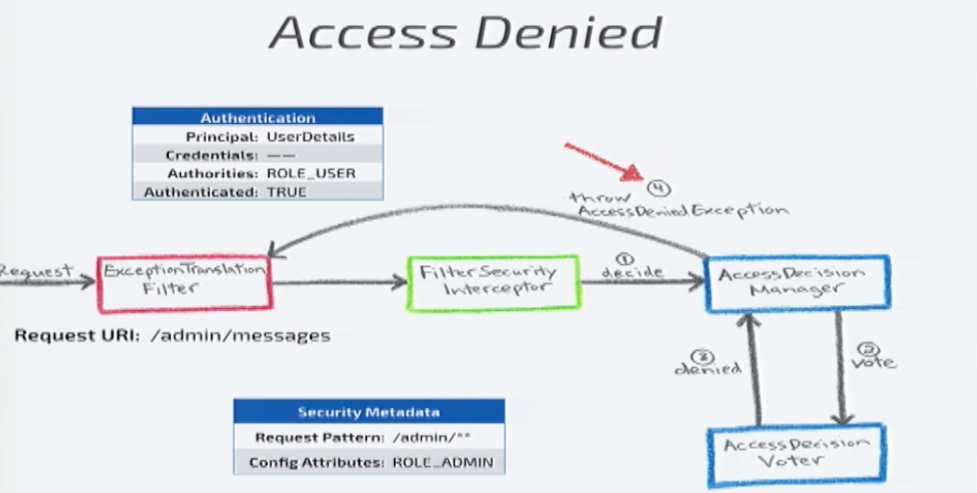 Access Denied
Authentication
Principal: UserDetails
Credentials: ——
Authorities: ROLE_USER
Authenticated: TRUE
④
throw
AccessDeniedException
Request
ExceptionTranslation
Filter
FilterSecurity
Interceptor
①
decide
AccessDecision
Manager
Request URI: /admin/messages
③
denied
②
vote
Security Metadata
Request Pattern: /admin/**
Config Attributes: ROLE_ADMIN
AccessDecision
Voter